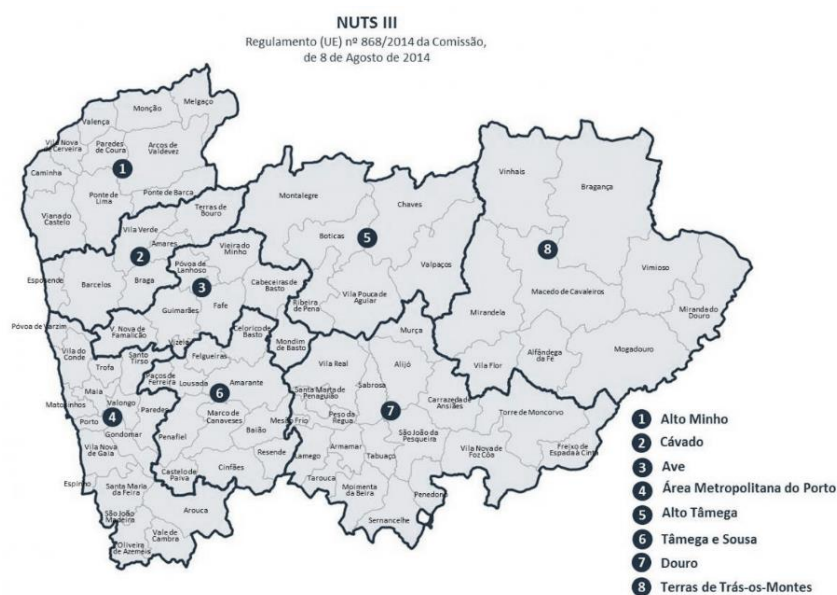 NUTS III
Regulamento (UE) nº 868/2014 da Comissão,
de 8 de Agosto de 2014
Melgaço
Monção
Valença
Vila Nova
de Cerveira
Paredes
de Coura
Arcos de
Valdevez
1
Caminha
Ponte de
Lima
Ponte de Barca
Viana do
Castelo
Terras de
Bouro
Vila Verde
Amares
2
Braga
Barcelos
Esposende
Vieira do
Minho
Póvoa de
Lanhoso
3
Cabeceiras de
Basto
Guimarães
Fafe
V. Nova de
Famalicão
Vizela
Montalegre
Chaves
Boticas
5
Valpaços
Vila Pouca de
Aguiar
Ribeira
de Pena
Vinhais
Bragança
8
Vimioso
Macedo de Cavaleiros
Miranda do
Douro
Mirandela
Mogadouro
Alfândega
da Fé
Vila Flor
Póvoa de Varzim
Vila do
Conde
Santo
Tirso
Trofa
Maia
Matosinhos
Valongo
4
Porto
Paredes
Gondomar
Vila Nova
de Gaia
Espinho
Santa Maria
da Feira
São João
Madeira
Arouca
Vale de
Cambra
Oliveira
de Azeméis
Celorico de
Basto
Mondim
de Basto
Felgueiras
Paços de
Ferreira
Lousada
Amarante
6
Marco de
Canaveses
Baião
Penafiel
Resende
Cinfães
Castelo de
Paiva
Mesão Frio
Murça
Vila Real
Alijó
Sabrosa
Santa Marta de
Penaguião
Peso da
Régua
7
Carrazeda de
Ansiães
Torre de Moncorvo
São João da
Pesqueira
Armamar
Lamego
Tabuaço
Vila Nova de
Foz Côa
Freixo de
Espada à Cinta
Tarouca
Moimenta
da Beira
Penedono
Sernancelhe
1 Alto Minho
2 Cávado
3 Ave
4 Área Metropolitana do Porto
5 Alto Tâmega
6 Tâmega e Sousa
7 Douro
8 Terras de Trás-os-Montes